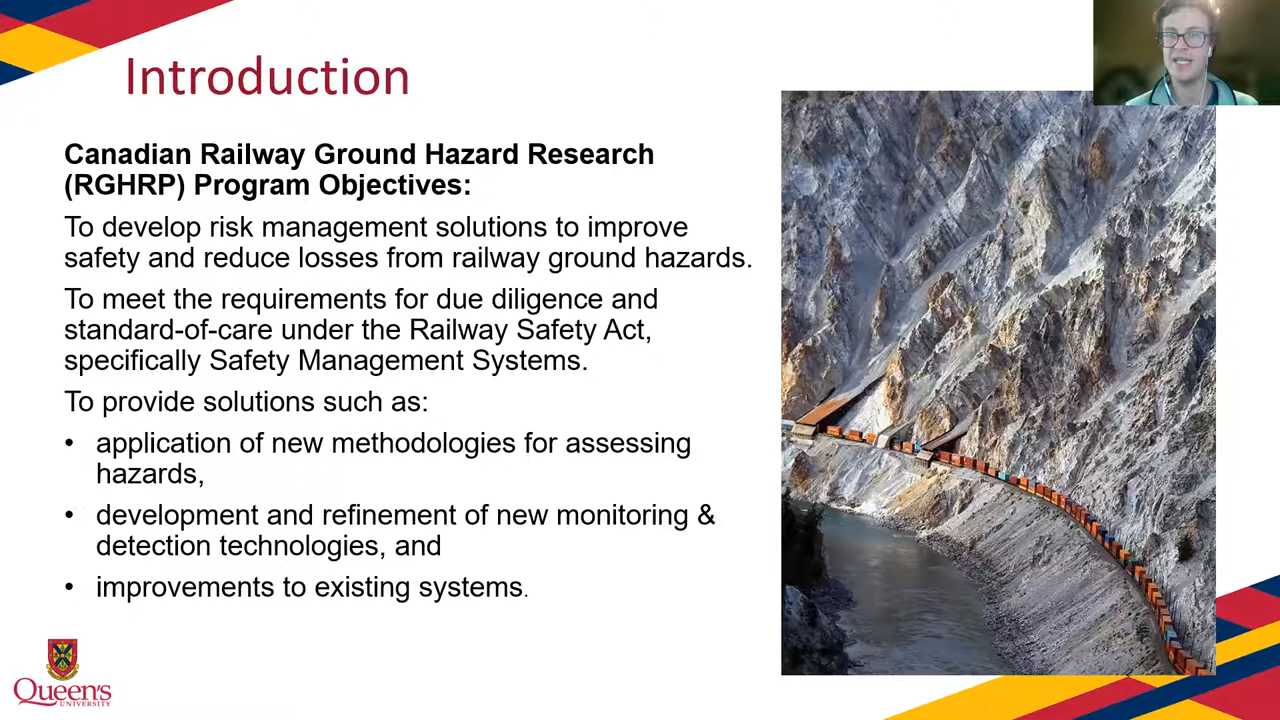 Introduction
Canadian Railway Ground Hazard Research
(RGHRP) Program Objectives:
To develop risk management solutions to improve
safety and reduce losses from railway ground hazards.
To meet the requirements for due diligence and
standard-of-care under the Railway Safety Act,
specifically Safety Management Systems.
To provide solutions such as:
• application of new methodologies for assessing
hazards,
• development and refinement of new monitoring &
detection technologies, and
• improvements to existing systems.
Queen's
UNIVERSITY